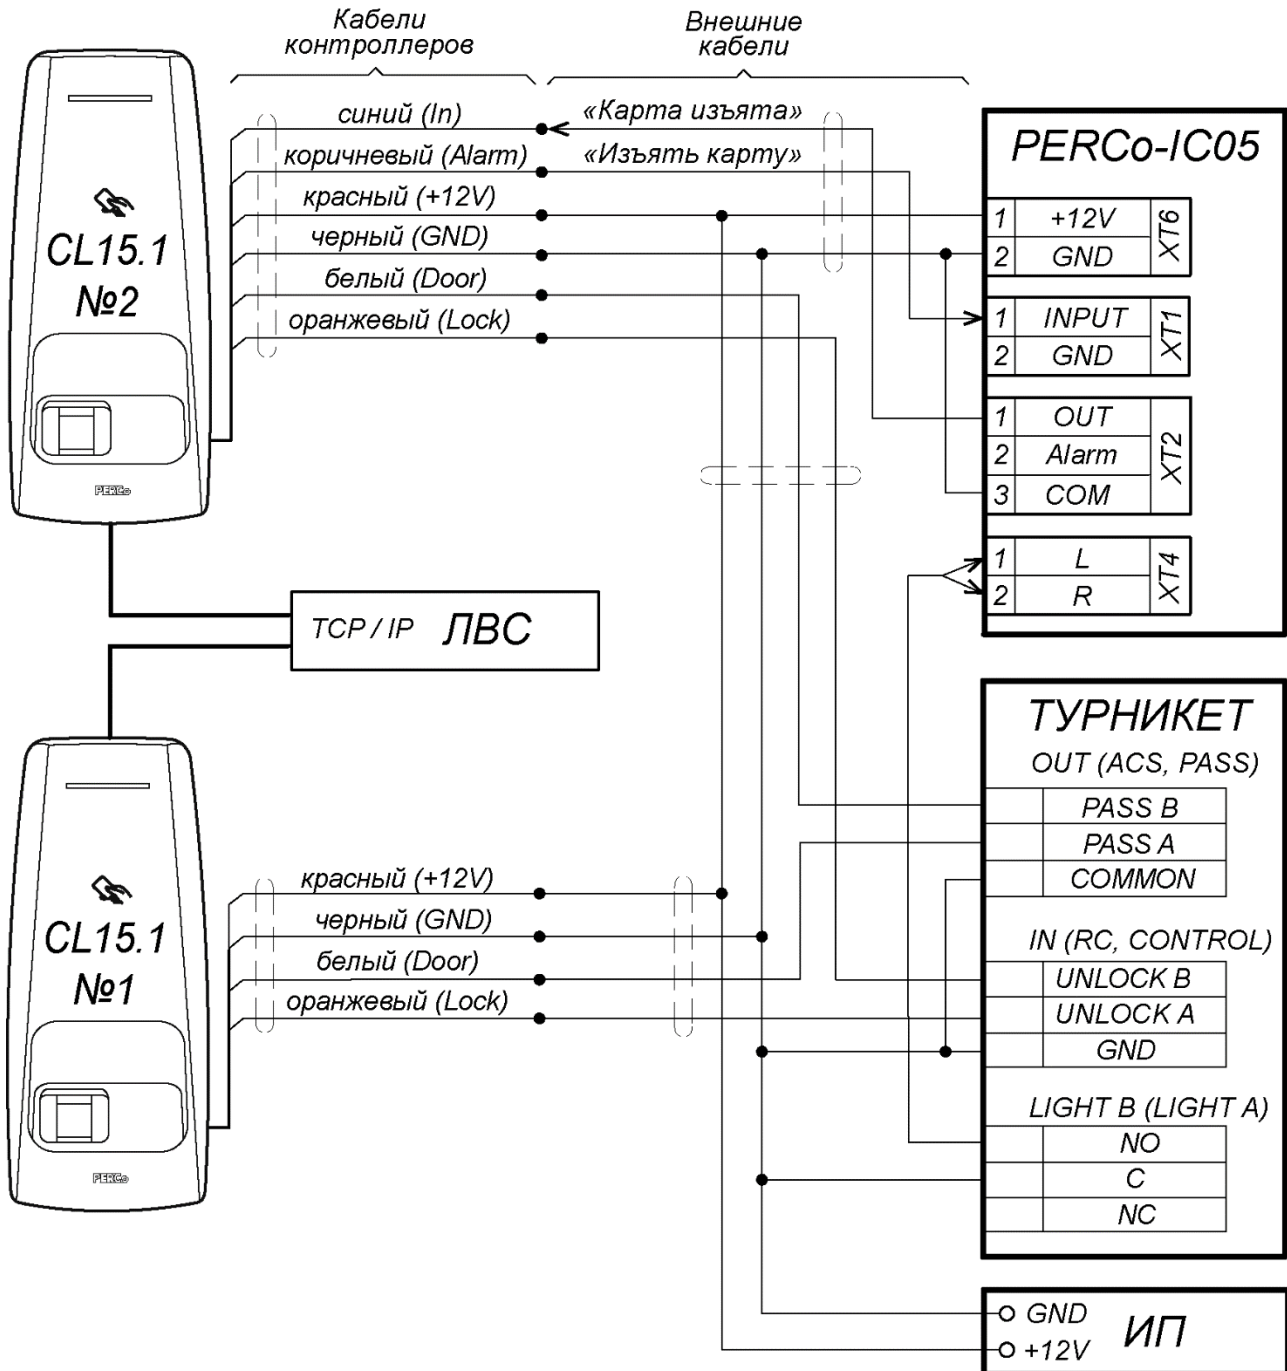 Кабели
контроллеров
Внешние
кабели
синий (In)
«Карта изъята»
коричневый (Alarm)
«Изъять карту»
красный (+12V)
черный (GND)
белый (Door)
оранжевый (Lock)
CL15.1
№2
PERCo
PERCo-IC05
1 +12V
2 GND
XT6
1 INPUT
2 GND
XT1
1 OUT
2 Alarm
3 COM
XT2
1 L
2 R
XT4
TCP / IP ЛВС
ТУРНИКЕТ
OUT (ACS, PASS)
PASS B
PASS A
COMMON
IN (RC, CONTROL)
UNLOCK B
UNLOCK A
GND
LIGHT B (LIGHT A)
NO
C
NC
красный (+12V)
черный (GND)
белый (Door)
оранжевый (Lock)
CL15.1
№1
PERCo
GND
+12V
ИП